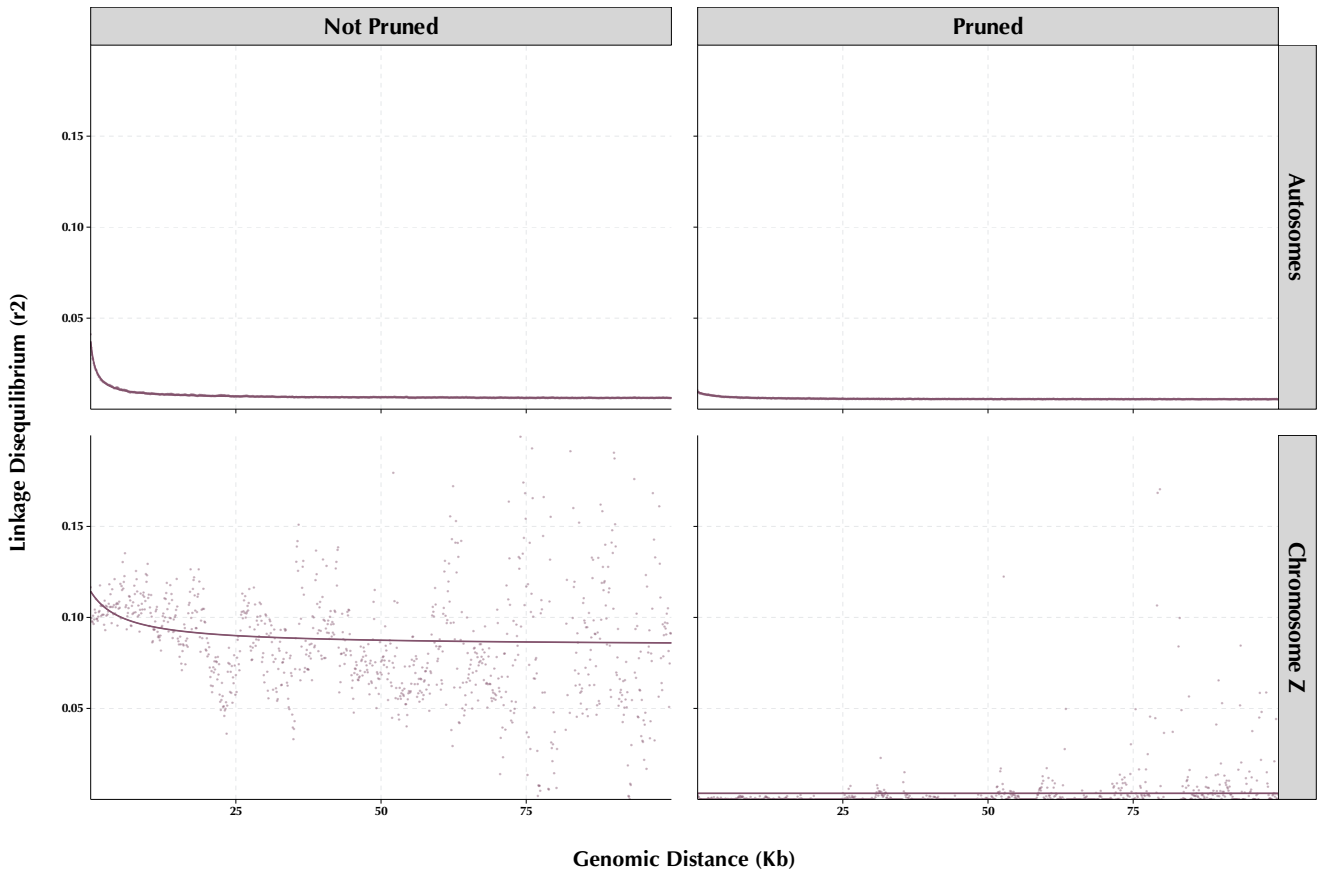 Not Pruned
Pruned
0.15
0.10
0.05
Autosomes
Linkage Disequilibrium (r2)
0.15
0.10
0.05
Chromosome Z
25
50
75
25
50
75
Genomic Distance (Kb)